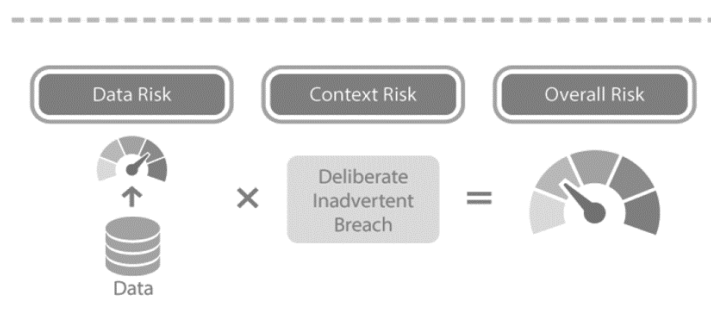 Data Risk
Context Risk
Overall Risk
Deliberate
Inadvertent
Breach
×
=
Data